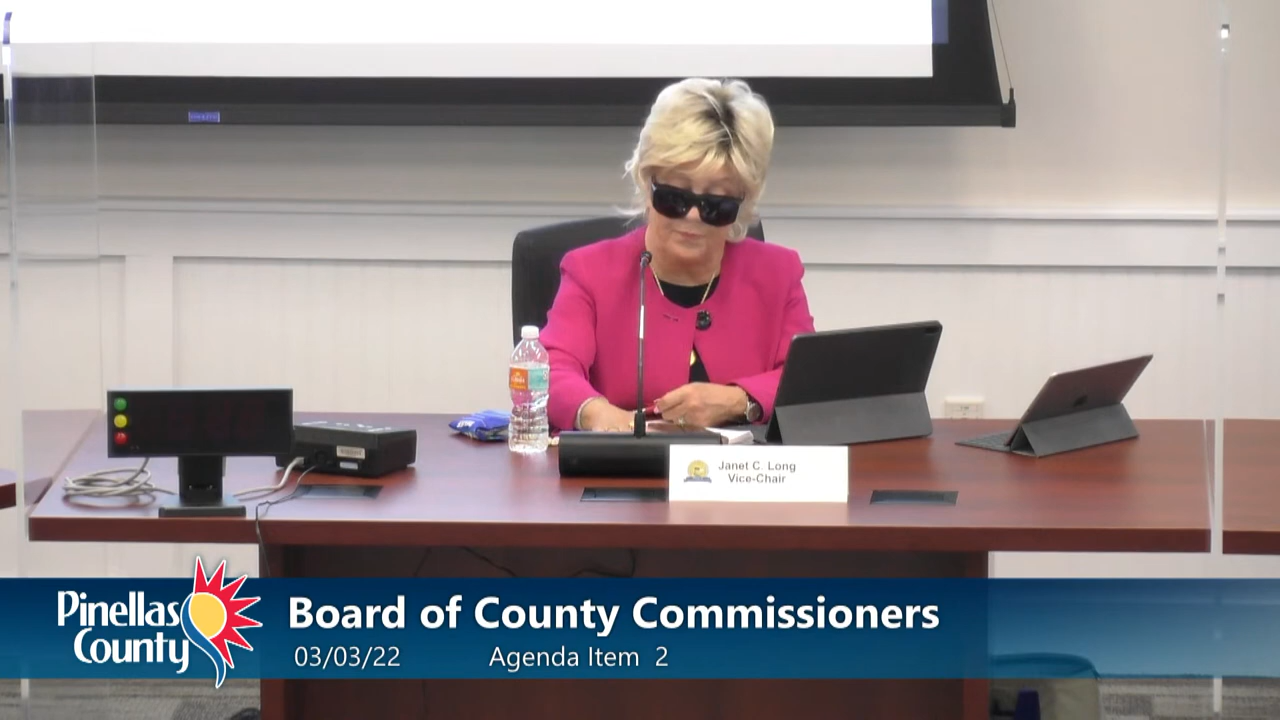 Janet C. Long
Vice-Chair
Pinellas
County
Board of County Commissioners
03/03/22
Agenda Item 2